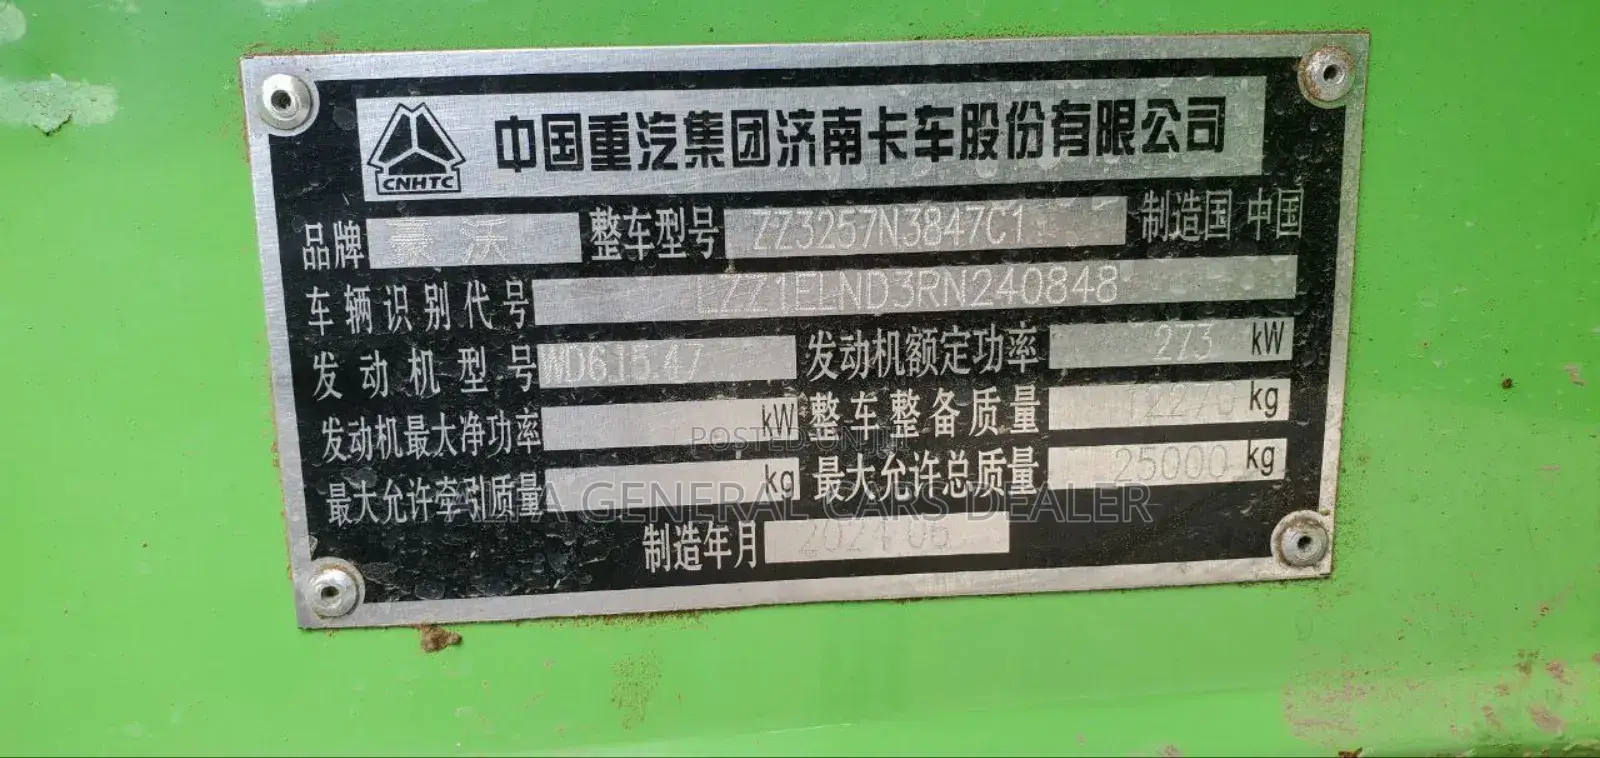 CNHTC 中国重汽集团济南卡车股份有限公司
品牌 豪沃 整车型号 ZZ3257N3847C1 制造国 中国
车辆识别代号 LZZ1ELND3RN240848
发动机型号 WD615.47 发动机额定功率 273 kW
发动机最大净功率 kW 整车整备质量 12270 kg
最大允许牵引质量 kg 最大允许总质量 25000 kg
制造年月 2024 06
POSTED ON
GENERAL CARS DEALER